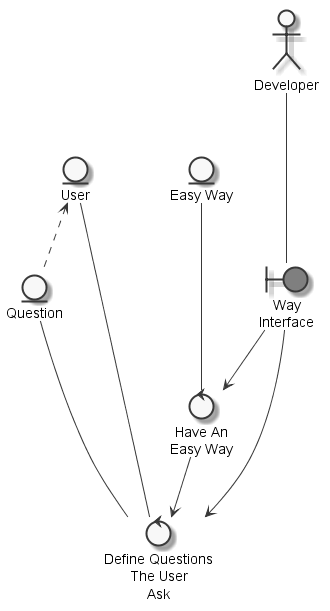 Developer
User
Easy Way
Question
Way
Interface
Have An
Easy Way
Define Questions
The User
Ask